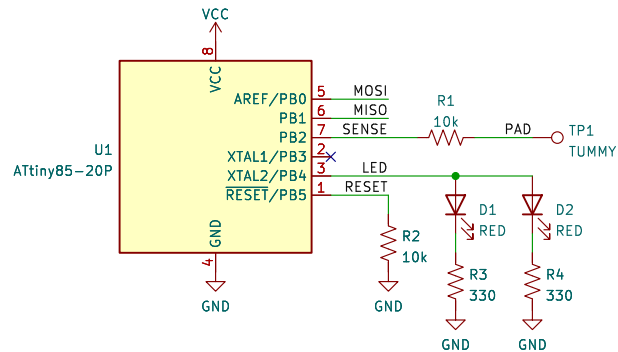 VCC
8
VCC
U1
ATtiny85-20P
AREF/PB0
5
MOSI
PB1
6
MISO
PB2
7
SENSE
R1
10k
PAD
TP1
TUMMY
XTAL1/PB3
2
XTAL2/PB4
3
LED
RESET/PB5
1
RESET
D1
RED
D2
RED
GND
4
GND
R2
10k
GND
R3
330
GND
R4
330
GND